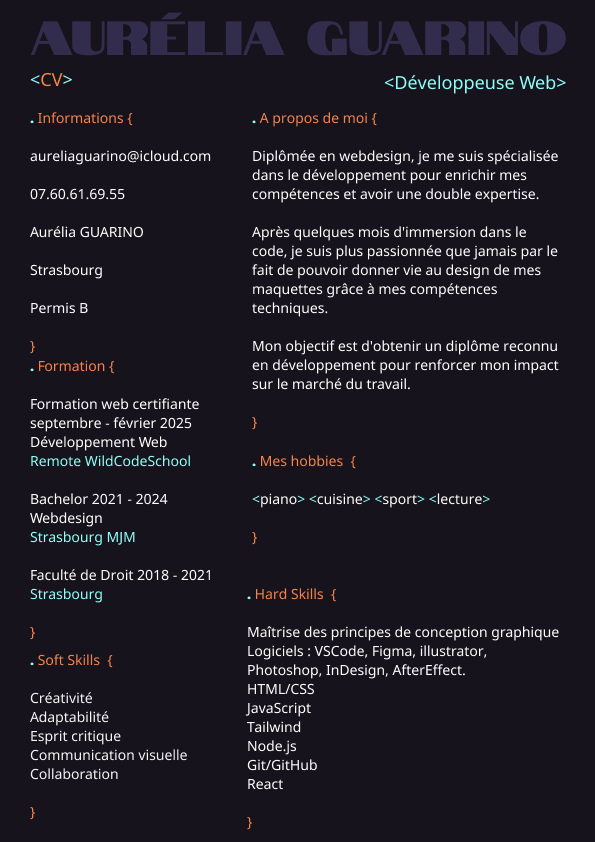 AURÉLIA GUARINO
<CV>
<Développeuse Web>
. Informations {
aureliaguarino@icloud.com
07.60.61.69.55
Aurélia GUARINO
Strasbourg
Permis B
}
. Formation {
Formation web certifiante
septembre - février 2025
Développement Web
Remote WildCodeSchool
Bachelor 2021 - 2024
Webdesign
Strasbourg MJM
Faculté de Droit 2018 - 2021
Strasbourg
}
. Soft Skills {
Créativité
Adaptabilité
Esprit critique
Communication visuelle
Collaboration
}
. A propos de moi {
Diplômée en webdesign, je me suis spécialisée
dans le développement pour enrichir mes
compétences et avoir une double expertise.
Après quelques mois d'immersion dans le
code, je suis plus passionnée que jamais par le
fait de pouvoir donner vie au design de mes
maquettes grâce à mes compétences
techniques.
Mon objectif est d'obtenir un diplôme reconnu
en développement pour renforcer mon impact
sur le marché du travail.
}
. Mes hobbies {
<piano> <cuisine> <sport> <lecture>
}
. Hard Skills {
Maîtrise des principes de conception graphique
Logiciels : VSCode, Figma, illustrator,
Photoshop, InDesign, AfterEffect.
HTML/CSS
JavaScript
Tailwind
Node.js
Git/GitHub
React
}